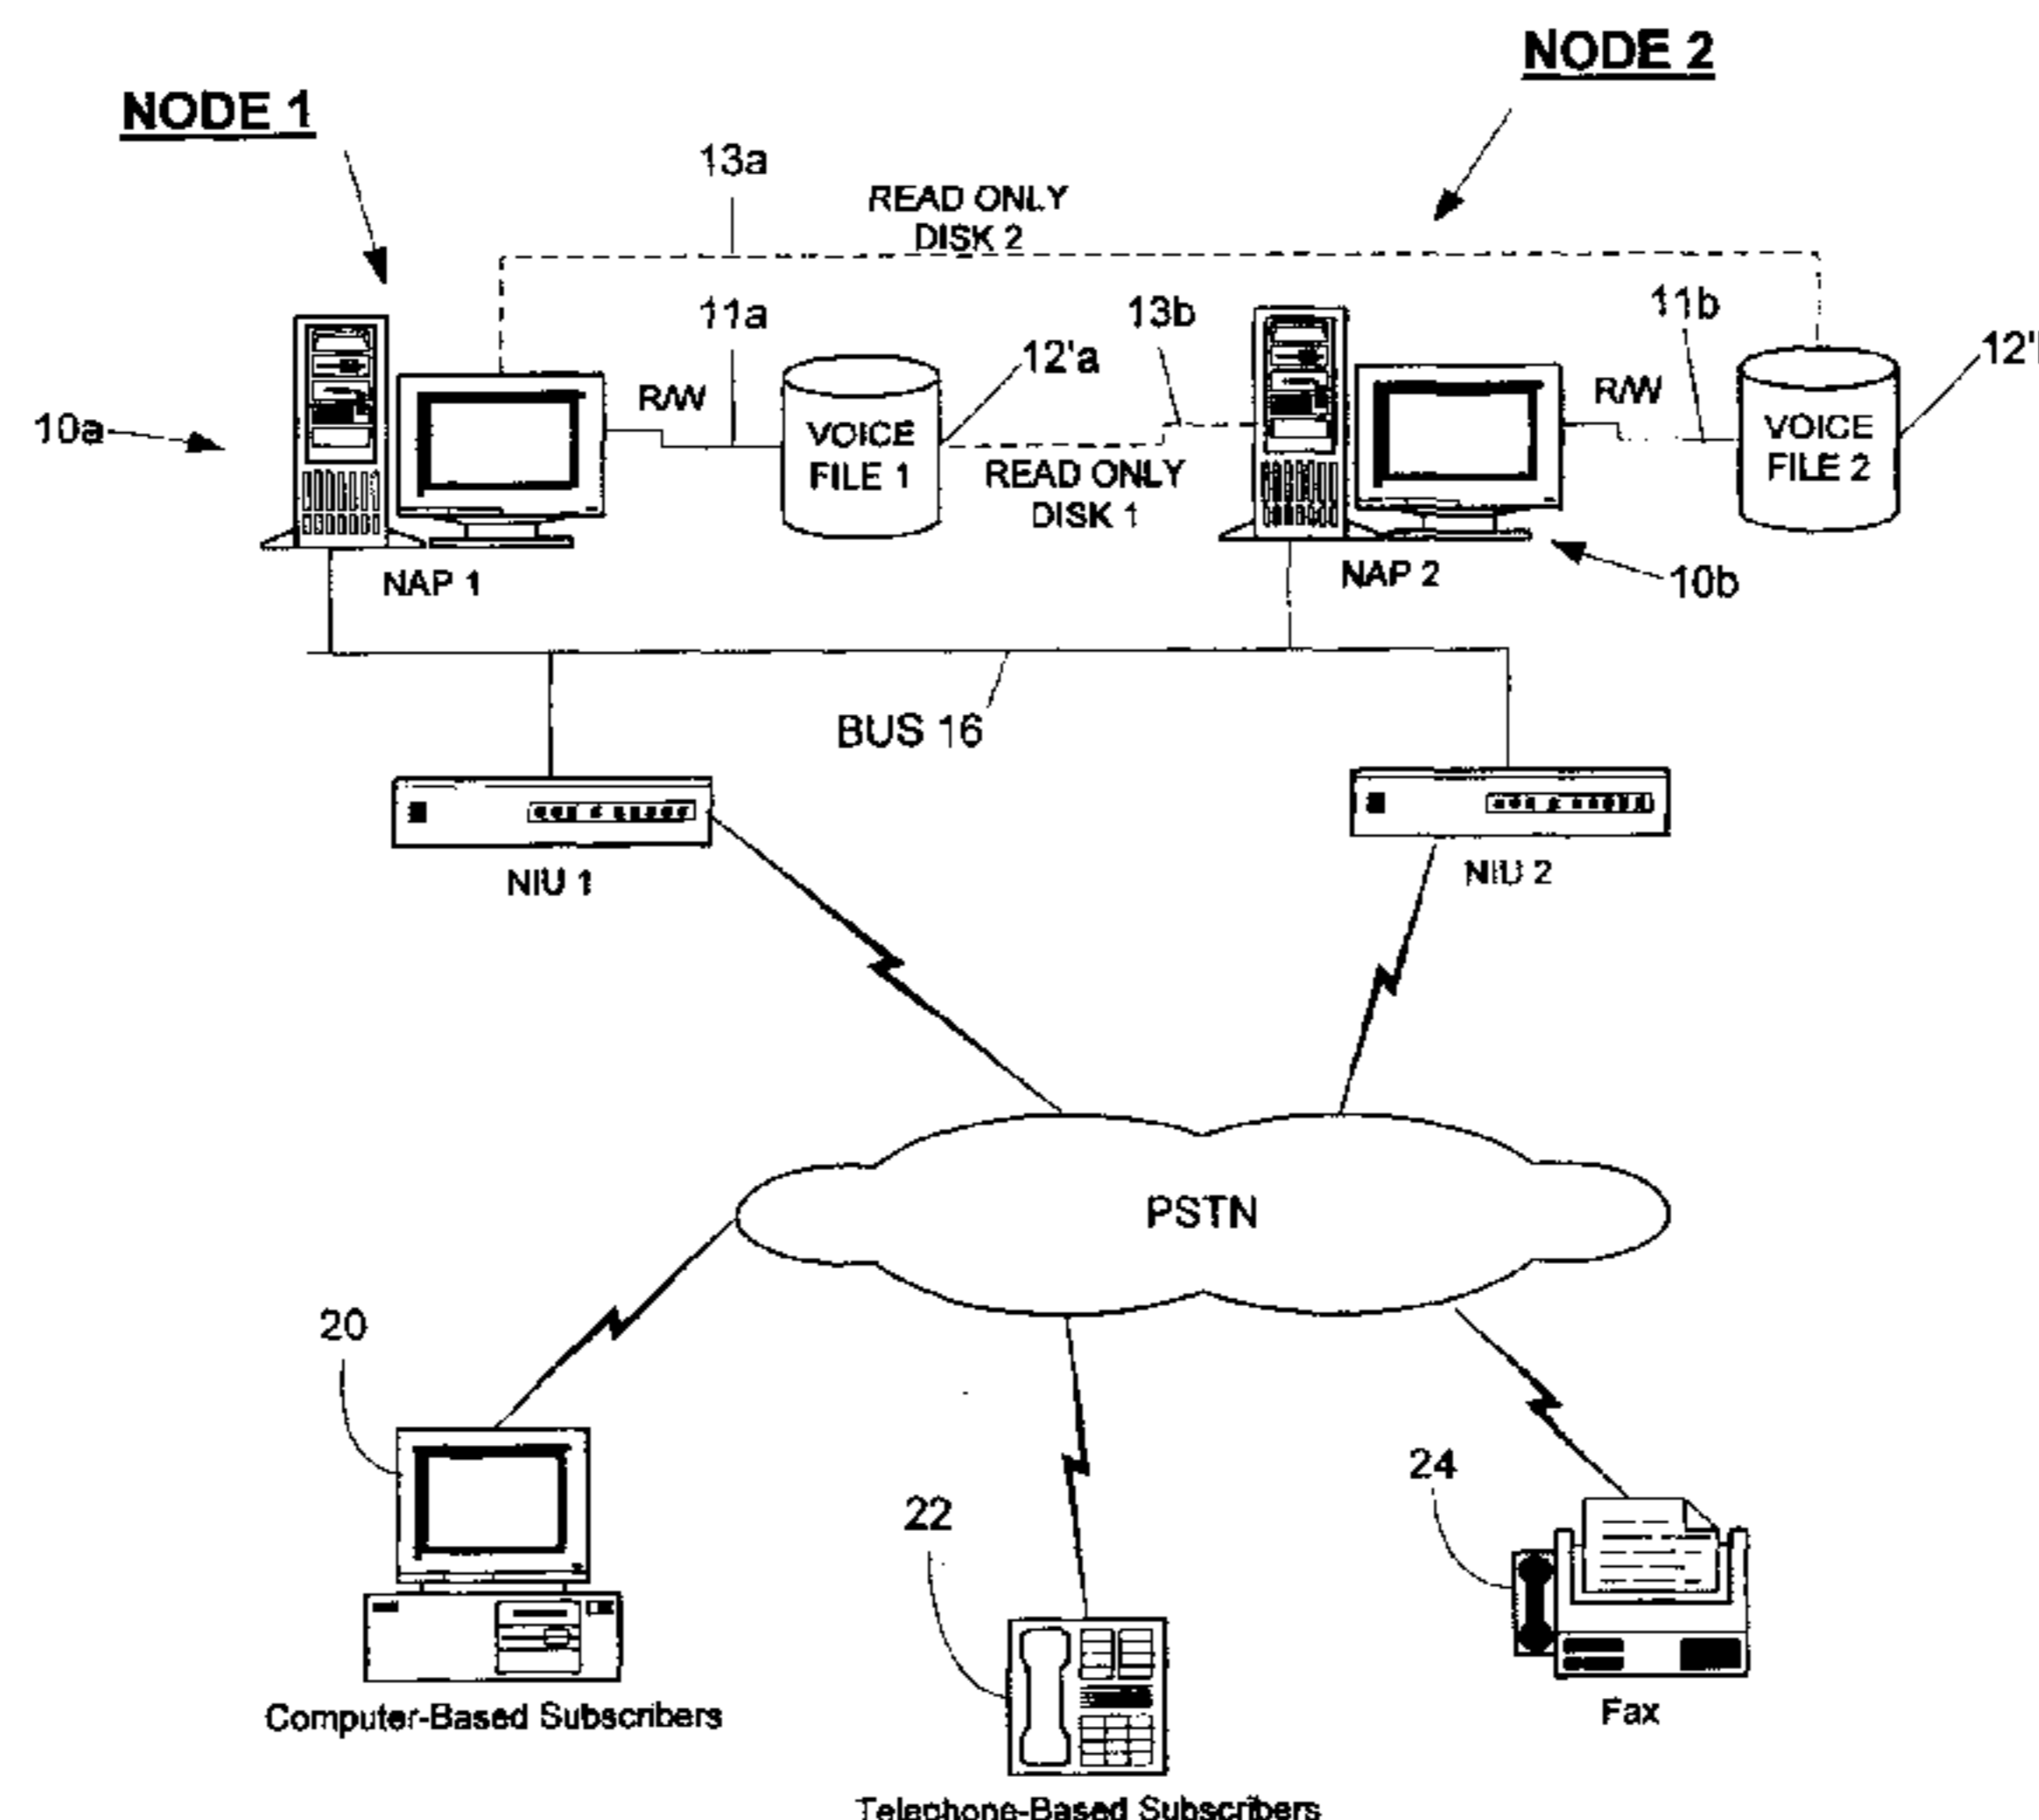 NODE 2
NODE 1
13a
READ ONLY
DISK 2
11a
13b
11b
12'a
R/W
R/W
10a
VOICE
FILE 1
VOICE
FILE 2
READ ONLY
DISK 1
NAP 1
NAP 2
10b
BUS 16
NIU 1
NIU 2
PSTN
20
24
22
Computer-Based Subscribers
Fax
Telephone-Based Subscribers